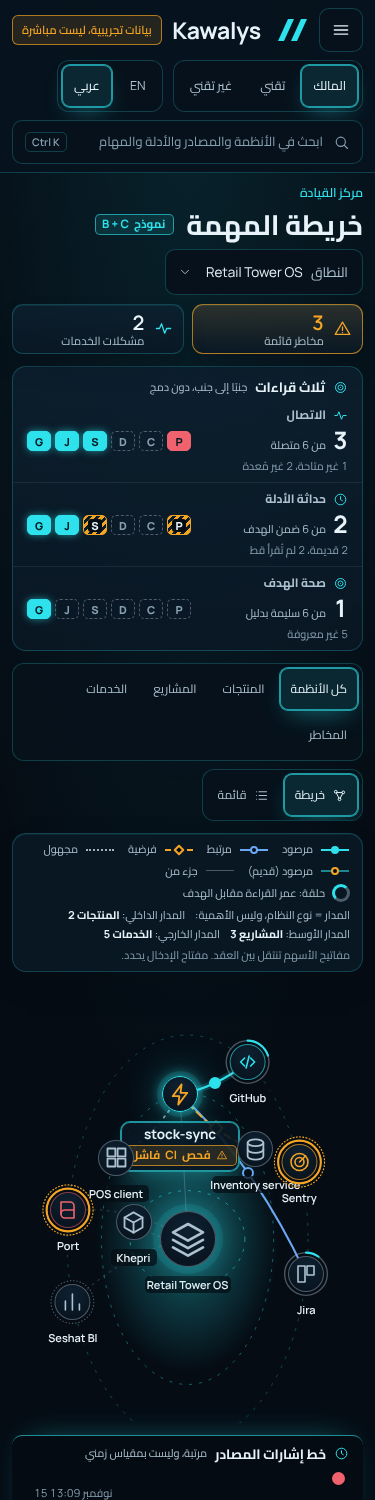 Kawalys
بيانات تجريبية، ليست مباشرة
المالك
تقني
غير تقني
EN
عربي
ابحث في الأنظمة والمصادر والأدلة والمهام
Ctrl K
مركز القيادة
خريطة المهمة
نموذج B + C
النطاق Retail Tower OS
3
مخاطر قائمة
2
مشكلات الخدمات
ثلاث قراءات جنبًا إلى جنب، دون دمج
الاتصال
3 من 6 متصلة
G J S D C P
1 غير متاحة، 2 غير مُعدة
حداثة الأدلة
2 من 6 ضمن الهدف
G J S D C P
2 قديمة، 2 لم تُقرأ قط
صحة الهدف
1 من 6 سليمة بدليل
G J S D C P
5 غير معروفة
كل الأنظمة
المنتجات
المشاريع
الخدمات
المخاطر
خريطة
قائمة
مرصود
مرتبط
فرضية
مجهول
مرصود (قديم)
جزء من
حلقة: عمر القراءة مقابل الهدف
المدار = نوع النظام، وليس الأهمية: المدار الداخلي: المنتجات 2
المدار الأوسط: المشاريع 3 المدار الخارجي: الخدمات 5
مفاتيح الأسهم تنتقل بين العقد. مفتاح الإدخال يحدد.
GitHub
stock-sync
فحص CI فاشل
POS client
Inventory service
Sentry
Port
Khepri
Retail Tower OS
Jira
Seshat BI
خط إشارات المصادر مرتبة، وليست بمقياس زمني
15 نوفمبر 13:09